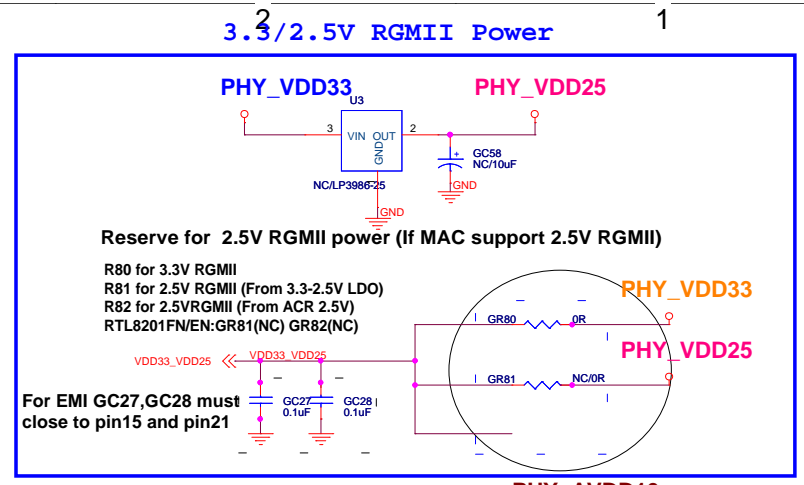 2
1
3.3/2.5V RGMII Power
PHY_VDD33
PHY_VDD25
U3
3
VIN OUT
2
GND
GC58
NC/10uF
NC/LP3986-25
GND
GND
Reserve for 2.5V RGMII power (If MAC support 2.5V RGMII)
R80 for 3.3V RGMII
R81 for 2.5V RGMII (From 3.3-2.5V LDO)
R82 for 2.5VRGMII (From ACR 2.5V)
RTL8201FN/EN:GR81(NC) GR82(NC)
PHY_VDD33
GR80
0R
PHY_VDD25
VDD33_VDD25
VDD33_VDD25
GR81
NC/0R
For EMI GC27,GC28 must
close to pin15 and pin21
GC27
0.1uF
GC28
0.1uF